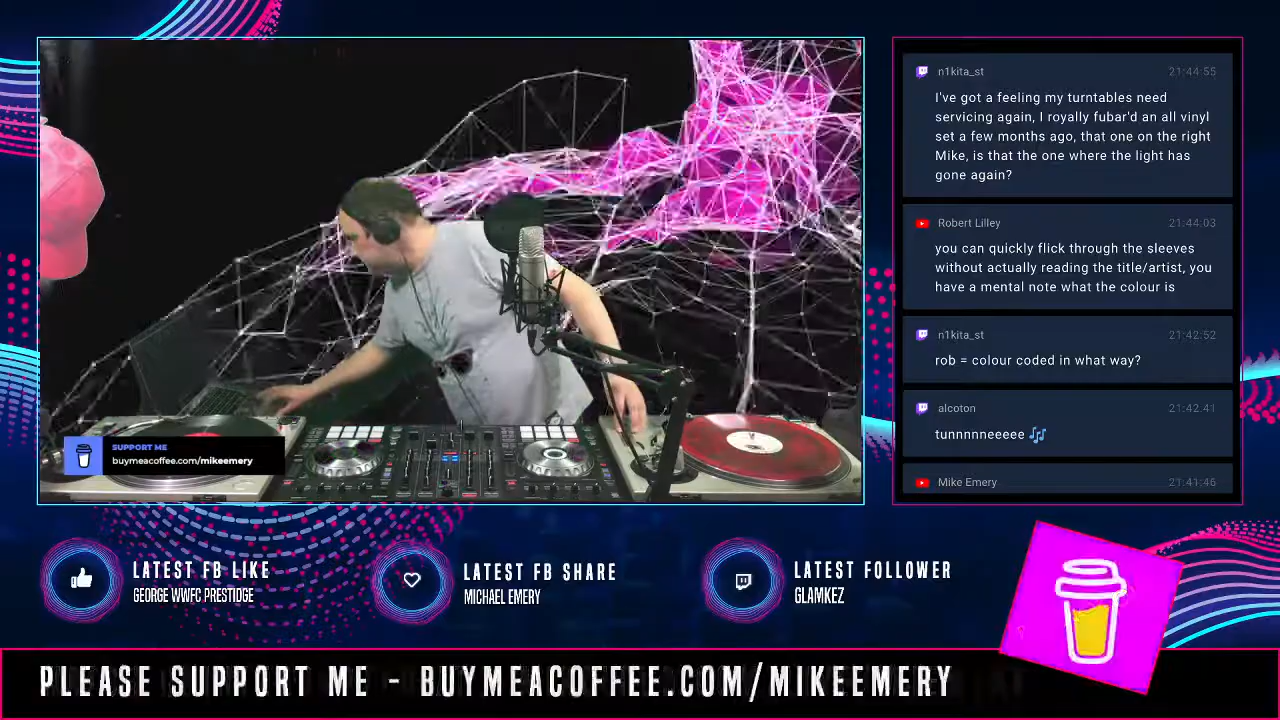 n1kita_st 21:44:55
I've got a feeling my turntables need
servicing again, I royally fubar'd an all vinyl
set a few months ago, that one on the right
Mike, is that the one where the light has
gone again?
Robert Lilley 21:44:03
you can quickly flick through the sleeves
without actually reading the title/artist, you
have a mental note what the colour is
n1kita_st 21:42:52
rob = colour coded in what way?
alcoton 21:42:41
tunnnnneeeee 🎶
Mike Emery 21:41:46
SUPPORT ME
buymeacoffee.com/mikeemery
LATEST FB LIKE
GEORGE WWFC PRESTIDGE
LATEST FB SHARE
MICHAEL EMERY
LATEST FOLLOWER
GLAMKEZ
PLEASE SUPPORT ME - BUYMEACOFFEE.COM/MIKEEMERY